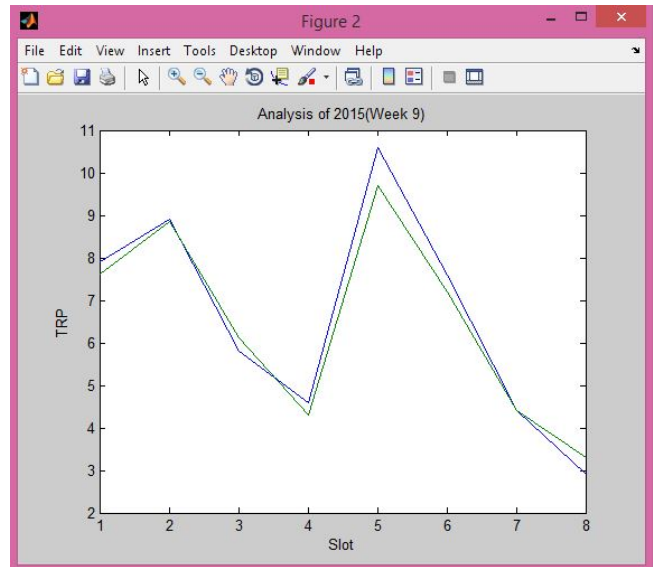 Figure 2
File Edit View Insert Tools Desktop Window Help
Analysis of 2015(Week 9)
11
10
9
8
7
6
5
4
3
2
TRP
1 2 3 4 5 6 7 8
Slot